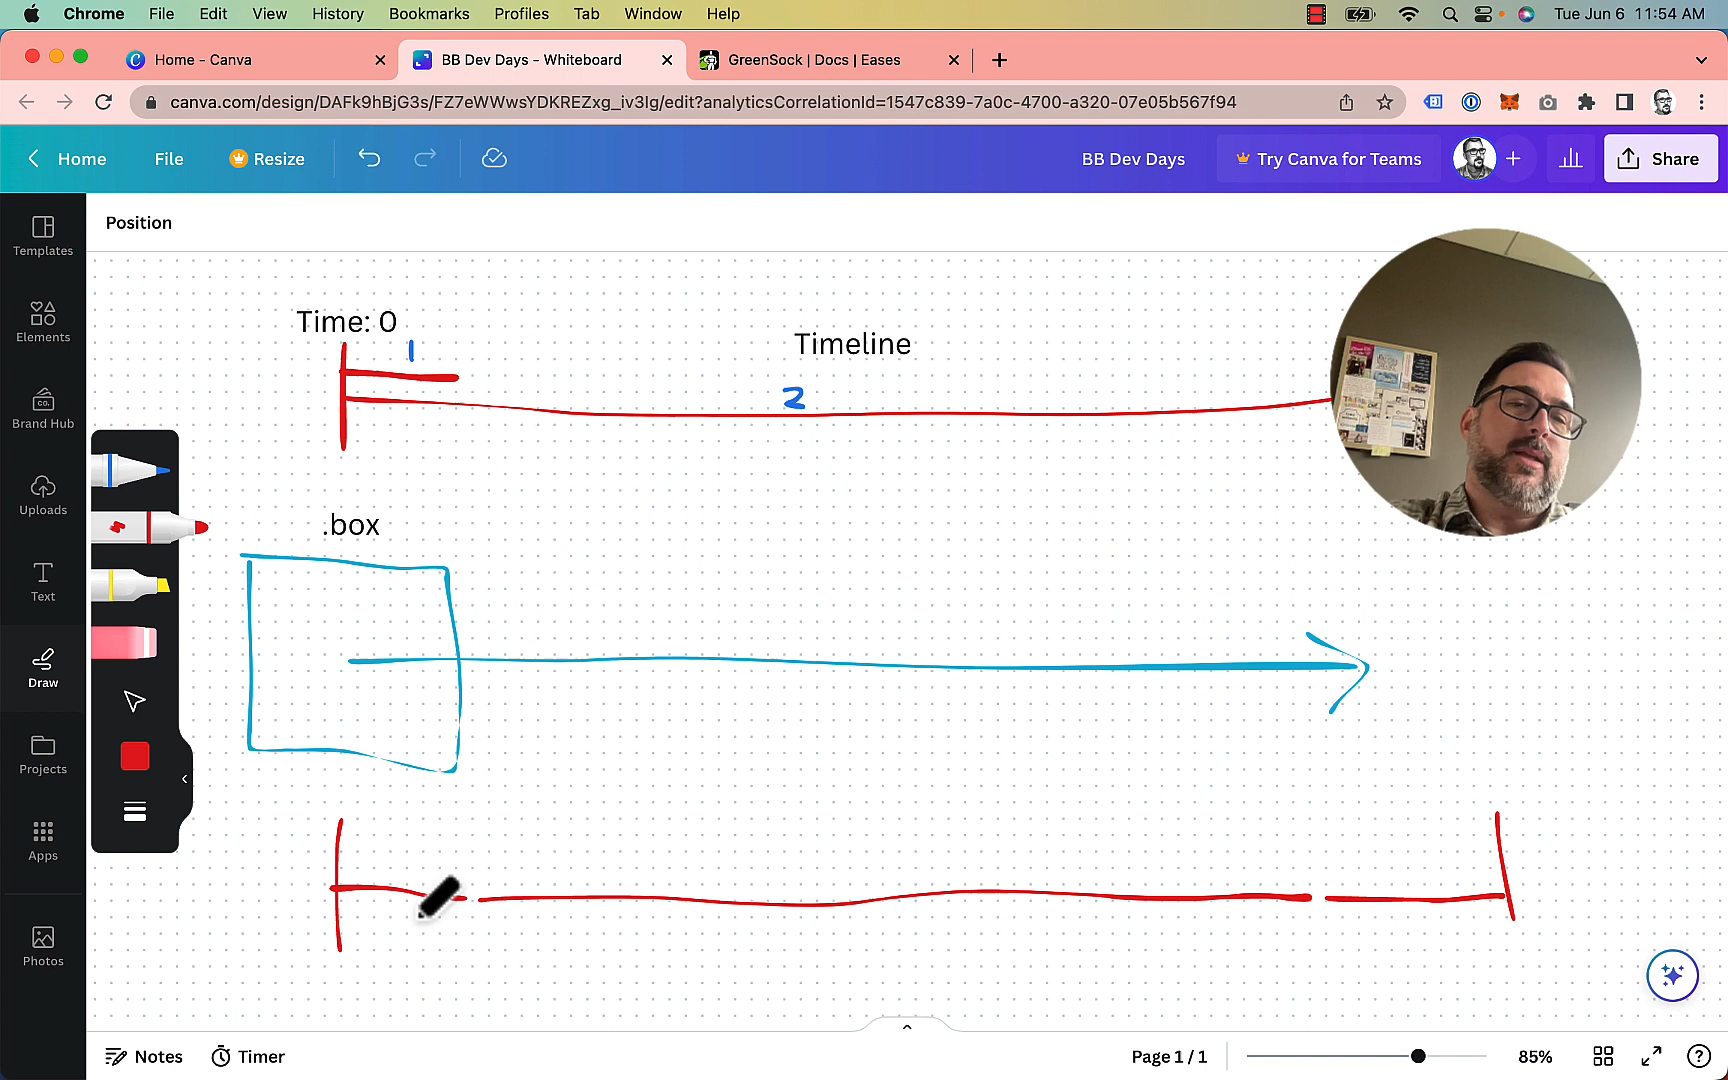 Chrome File Edit View History Bookmarks Profiles Tab Window Help Tue Jun 6 11:54 AM
Home - Canva BB Dev Days - Whiteboard GreenSock | Docs | Eases
canva.com/design/DAFk9hBjG3s/FZ7eWWwsYDKREZxg_iv3Ig/edit?analyticsCorrelationId=1547c839-7a0c-4700-a320-07e05b567f94
Home File Resize BB Dev Days Try Canva for Teams Share
Position
Templates
Elements
CO.
Brand Hub
Uploads
Text
Draw
Projects
Apps
Photos
Time: 0
1
Timeline
2
.box
Notes Timer Page 1 / 1 85%